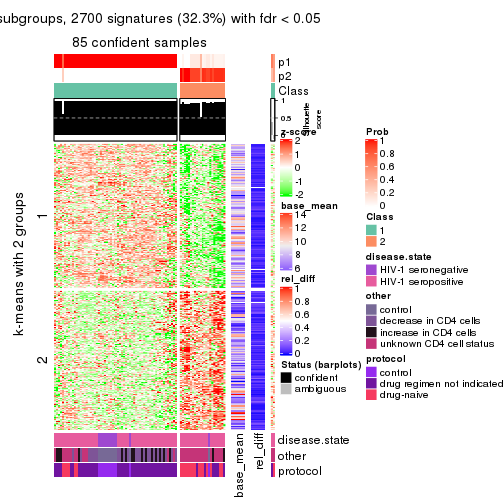 subgroups, 2700 signatures (32.3%) with fdr < 0.05
85 confident samples
p1
p2
Class
1
0.5
0
silhouette
score
k-means with 2 groups
1
2
z-score
2
1
0
-1
-2
base_mean
14
12
10
8
6
rel_diff
1
0.8
0.6
0.4
0.2
0
Status (barplots)
confident
ambiguous
Prob
1
0.8
0.6
0.4
0.2
0
Class
1
2
disease.state
HIV-1 seronegative
HIV-1 seropositive
other
control
decrease in CD4 cells
increase in CD4 cells
unknown CD4 cell status
protocol
control
drug regimen not indicated
drug-naive
disease.state
other
protocol
base_mean
rel_diff